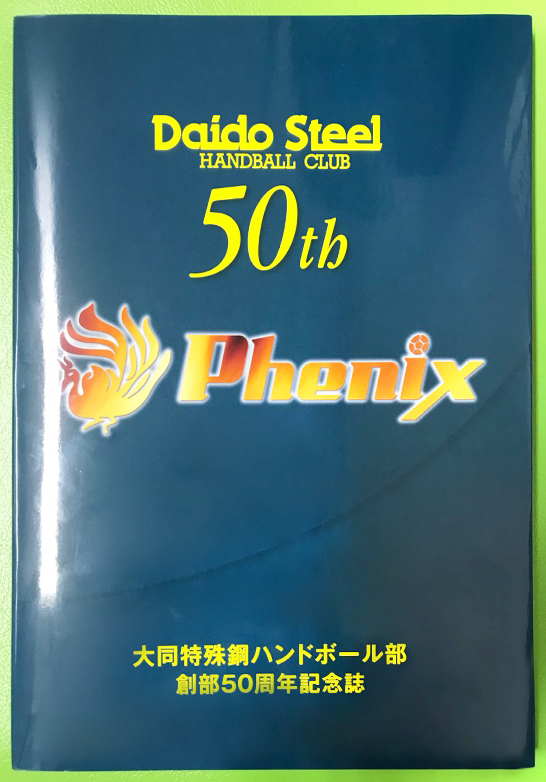 Daido Steel
HANDBALL CLUB
50th
Phenix
大同特殊鋼ハンドボール部
創部50周年記念誌